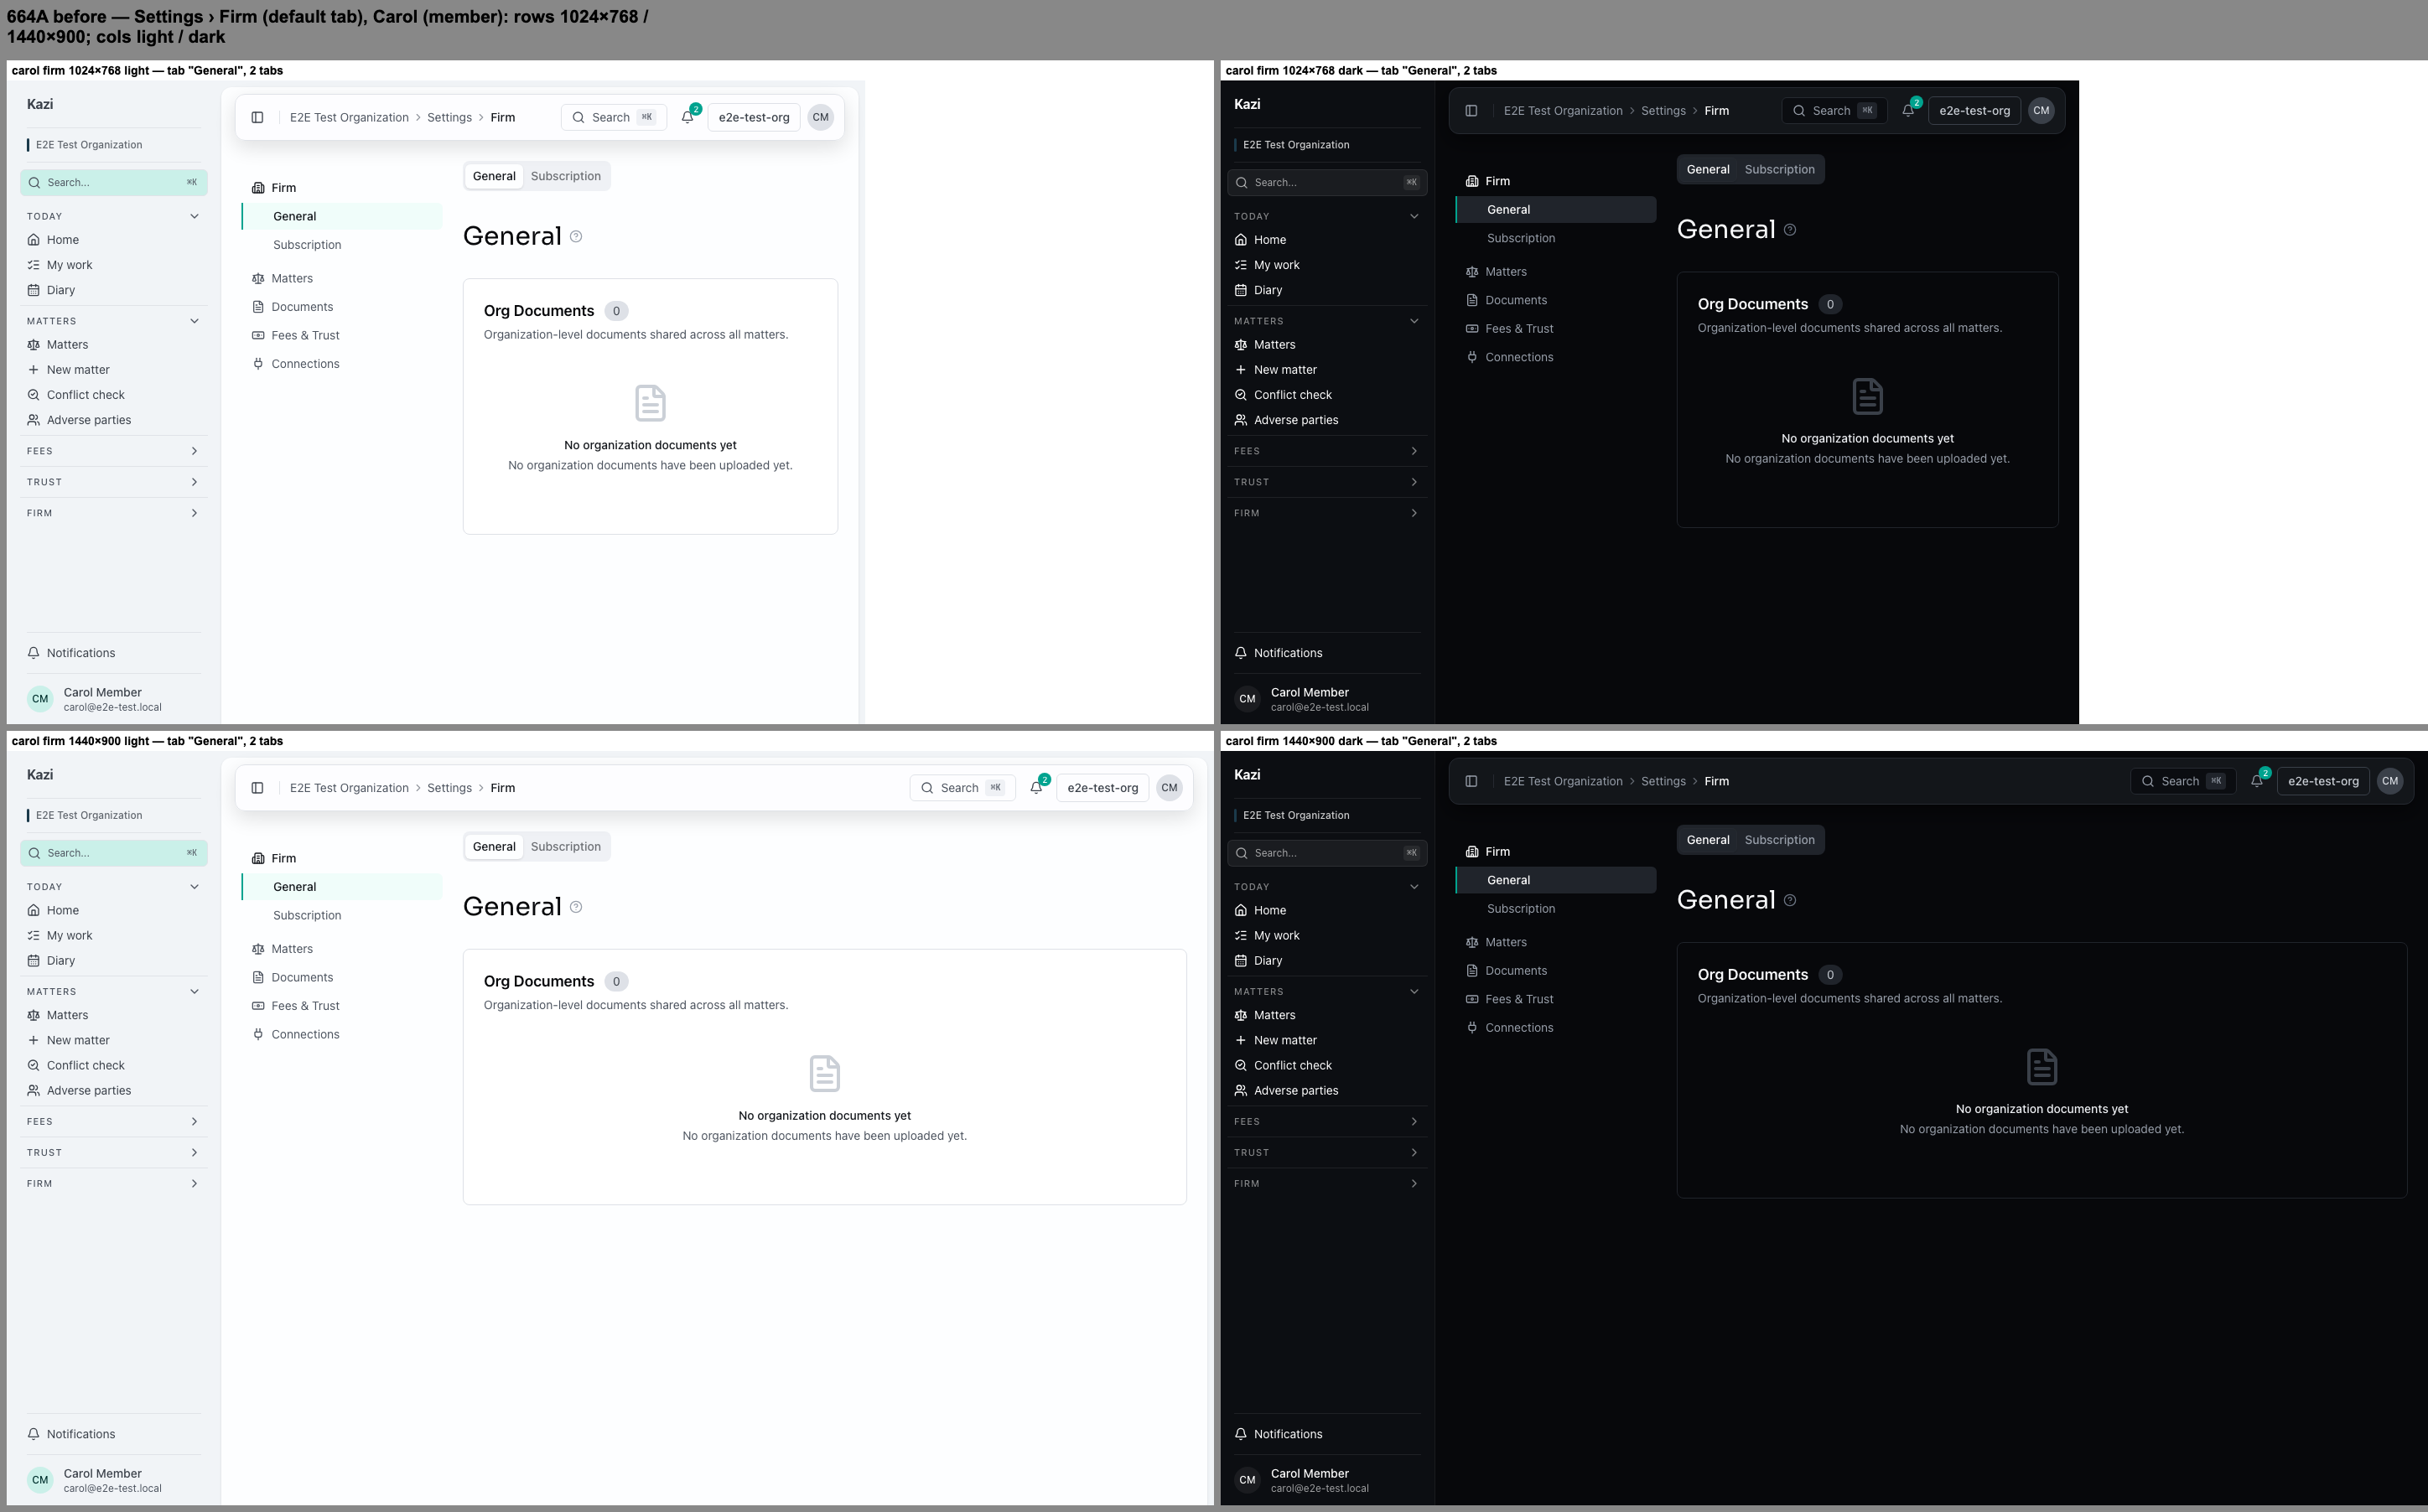 664A before — Settings › Firm (default tab), Carol (member): rows 1024×768 /
1440×900; cols light / dark
carol firm 1024×768 light — tab "General", 2 tabs
Kazi
E2E Test Organization
Search... ⌘K
TODAY
Home
My work
Diary
MATTERS
Matters
New matter
Conflict check
Adverse parties
FEES
TRUST
FIRM
Notifications
CM
Carol Member
carol@e2e-test.local
E2E Test Organization › Settings › Firm
Search ⌘K
2
e2e-test-org
CM
Firm
General
Subscription
Matters
Documents
Fees & Trust
Connections
General Subscription
General
Org Documents 0
Organization-level documents shared across all matters.
No organization documents yet
No organization documents have been uploaded yet.
carol firm 1024×768 dark — tab "General", 2 tabs
Kazi
E2E Test Organization
Search... ⌘K
TODAY
Home
My work
Diary
MATTERS
Matters
New matter
Conflict check
Adverse parties
FEES
TRUST
FIRM
Notifications
CM
Carol Member
carol@e2e-test.local
E2E Test Organization › Settings › Firm
Search ⌘K
2
e2e-test-org
CM
Firm
General
Subscription
Matters
Documents
Fees & Trust
Connections
General Subscription
General
Org Documents 0
Organization-level documents shared across all matters.
No organization documents yet
No organization documents have been uploaded yet.
carol firm 1440×900 light — tab "General", 2 tabs
Kazi
E2E Test Organization
Search... ⌘K
TODAY
Home
My work
Diary
MATTERS
Matters
New matter
Conflict check
Adverse parties
FEES
TRUST
FIRM
Notifications
CM
Carol Member
carol@e2e-test.local
E2E Test Organization › Settings › Firm
Search ⌘K
2
e2e-test-org
CM
Firm
General
Subscription
Matters
Documents
Fees & Trust
Connections
General Subscription
General
Org Documents 0
Organization-level documents shared across all matters.
No organization documents yet
No organization documents have been uploaded yet.
carol firm 1440×900 dark — tab "General", 2 tabs
Kazi
E2E Test Organization
Search... ⌘K
TODAY
Home
My work
Diary
MATTERS
Matters
New matter
Conflict check
Adverse parties
FEES
TRUST
FIRM
Notifications
CM
Carol Member
carol@e2e-test.local
E2E Test Organization › Settings › Firm
Search ⌘K
2
e2e-test-org
CM
Firm
General
Subscription
Matters
Documents
Fees & Trust
Connections
General Subscription
General
Org Documents 0
Organization-level documents shared across all matters.
No organization documents yet
No organization documents have been uploaded yet.